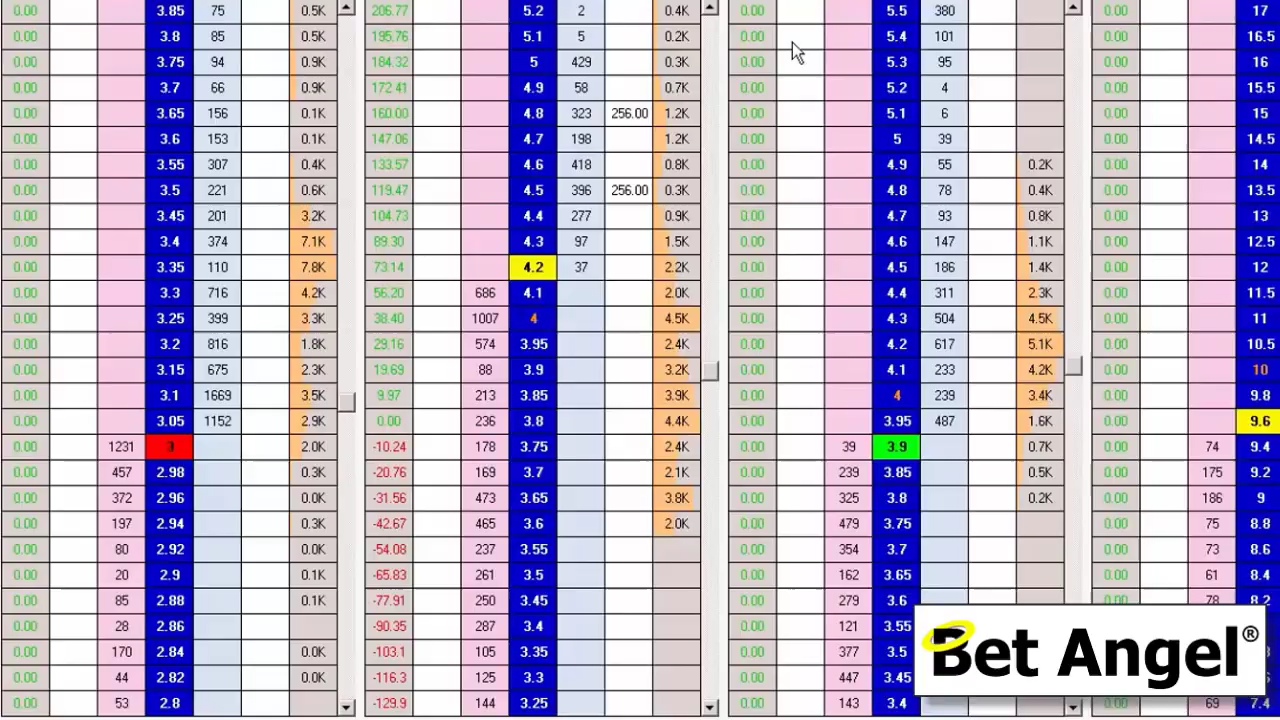 0.00 3.85 75 0.5K 206.77 5.2 2 0.4K 0.00 5.5 380 0.00 17
0.00 3.8 85 0.5K 195.76 5.1 5 0.2K 0.00 5.4 101 0.00 16.5
0.00 3.75 94 0.9K 184.32 5 429 0.3K 0.00 5.3 95 0.00 16
0.00 3.7 66 0.9K 172.41 4.9 58 0.7K 0.00 5.2 4 0.00 15.5
0.00 3.65 156 0.1K 160.00 4.8 323 256.00 1.2K 0.00 5.1 6 0.00 15
0.00 3.6 153 0.1K 147.06 4.7 198 1.2K 0.00 5 39 0.00 14.5
0.00 3.55 307 0.4K 133.57 4.6 418 0.8K 0.00 4.9 55 0.2K 0.00 14
0.00 3.5 221 0.6K 119.47 4.5 396 256.00 0.3K 0.00 4.8 78 0.4K 0.00 13.5
0.00 3.45 201 3.2K 104.73 4.4 277 0.9K 0.00 4.7 93 0.8K 0.00 13
0.00 3.4 374 7.1K 89.30 4.3 97 1.5K 0.00 4.6 147 1.1K 0.00 12.5
0.00 3.35 110 7.8K 73.14 4.2 37 2.2K 0.00 4.5 186 1.4K 0.00 12
0.00 3.3 716 4.2K 56.20 686 4.1 2.0K 0.00 4.4 311 2.3K 0.00 11.5
0.00 3.25 399 3.3K 38.40 1007 4 4.5K 0.00 4.3 504 4.5K 0.00 11
0.00 3.2 816 1.8K 29.16 574 3.95 2.4K 0.00 4.2 617 5.1K 0.00 10.5
0.00 3.15 675 2.3K 19.69 88 3.9 3.2K 0.00 4.1 233 4.2K 0.00 10
0.00 3.1 1669 3.5K 9.97 213 3.85 3.9K 0.00 4 239 3.4K 0.00 9.8
0.00 3.05 1152 2.9K 0.00 236 3.8 4.4K 0.00 3.95 487 1.6K 0.00 9.6
0.00 1231 3 2.0K -10.24 178 3.75 2.4K 0.00 39 3.9 0.7K 0.00 74 9.4
0.00 457 2.98 0.3K -20.76 169 3.7 2.1K 0.00 239 3.85 0.5K 0.00 175 9.2
0.00 372 2.96 0.0K -31.56 473 3.65 3.8K 0.00 325 3.8 0.2K 0.00 186 9
0.00 197 2.94 0.3K -42.67 465 3.6 2.0K 0.00 479 3.75 0.00 75 8.8
0.00 80 2.92 0.0K -54.08 237 3.55 0.00 354 3.7 0.00 73 8.6
0.00 20 2.9 0.1K -65.83 261 3.5 0.00 162 3.65 0.00 61 8.4
0.00 85 2.88 0.1K -77.91 250 3.45 0.00 279 3.6 0.00 78 8.2
0.00 28 2.86 -90.35 287 3.4 0.00 121 3.55
0.00 170 2.84 0.0K -103.1 105 3.35 0.00 377 3.5
0.00 44 2.82 0.0K -116.3 125 3.3 0.00 447 3.45
0.00 53 2.8 -129.9 144 3.25 0.00 143 3.4 69 7.4
Bet Angel®